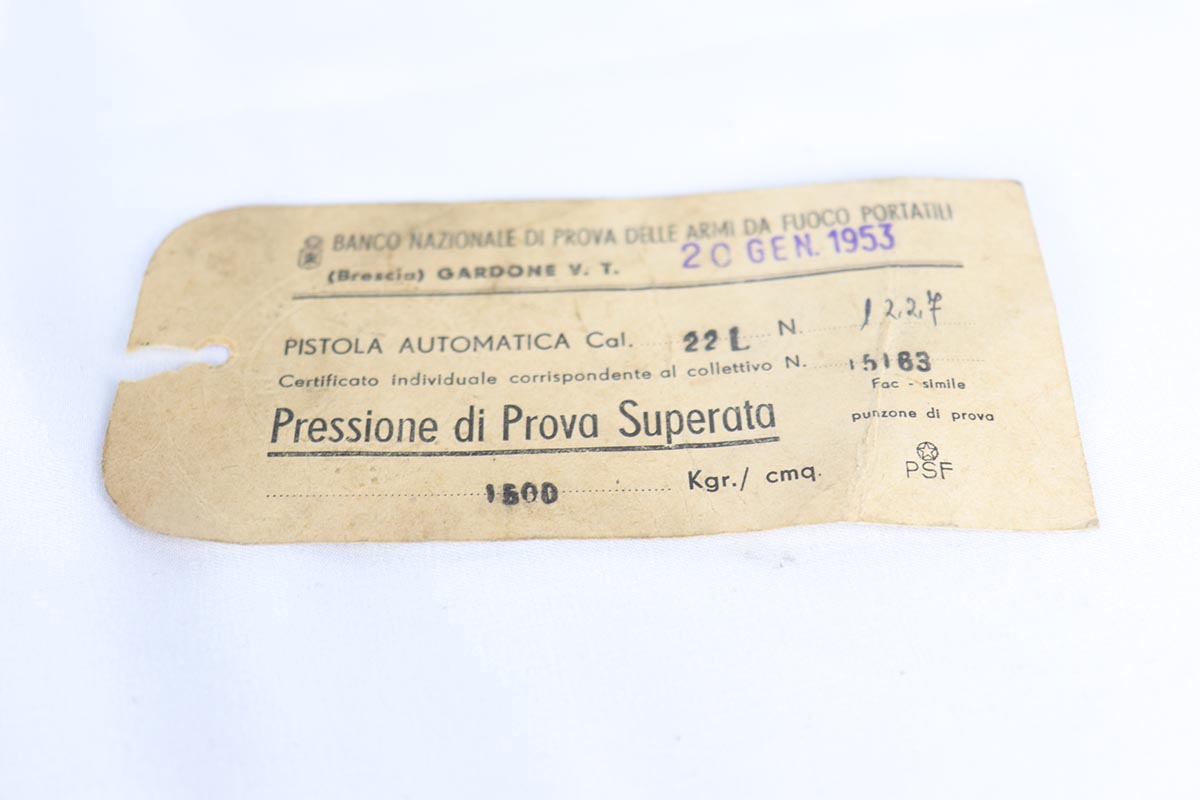 BANCO NAZIONALE DI PROVA DELLE ARMI DA FUOCO PORTATILI
(Brescia) GARDONE V. T.
20 GEN. 1953
PISTOLA AUTOMATICA Cal. 22 L N. 1227
Certificato individuale corrispondente al collettivo N. 15183
Fac - simile
Pressione di Prova Superata
punzone di prova
1500 Kgr./ cmq.
PSF